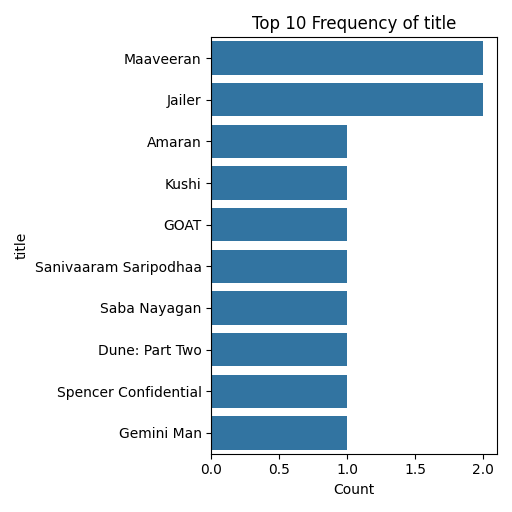 Top 10 Frequency of title
Maaveeran
Jailer
Amaran
Kushi
GOAT
Sanivaaram Saripodhaa
Saba Nayagan
Dune: Part Two
Spencer Confidential
Gemini Man
title
0.0 0.5 1.0 1.5 2.0
Count